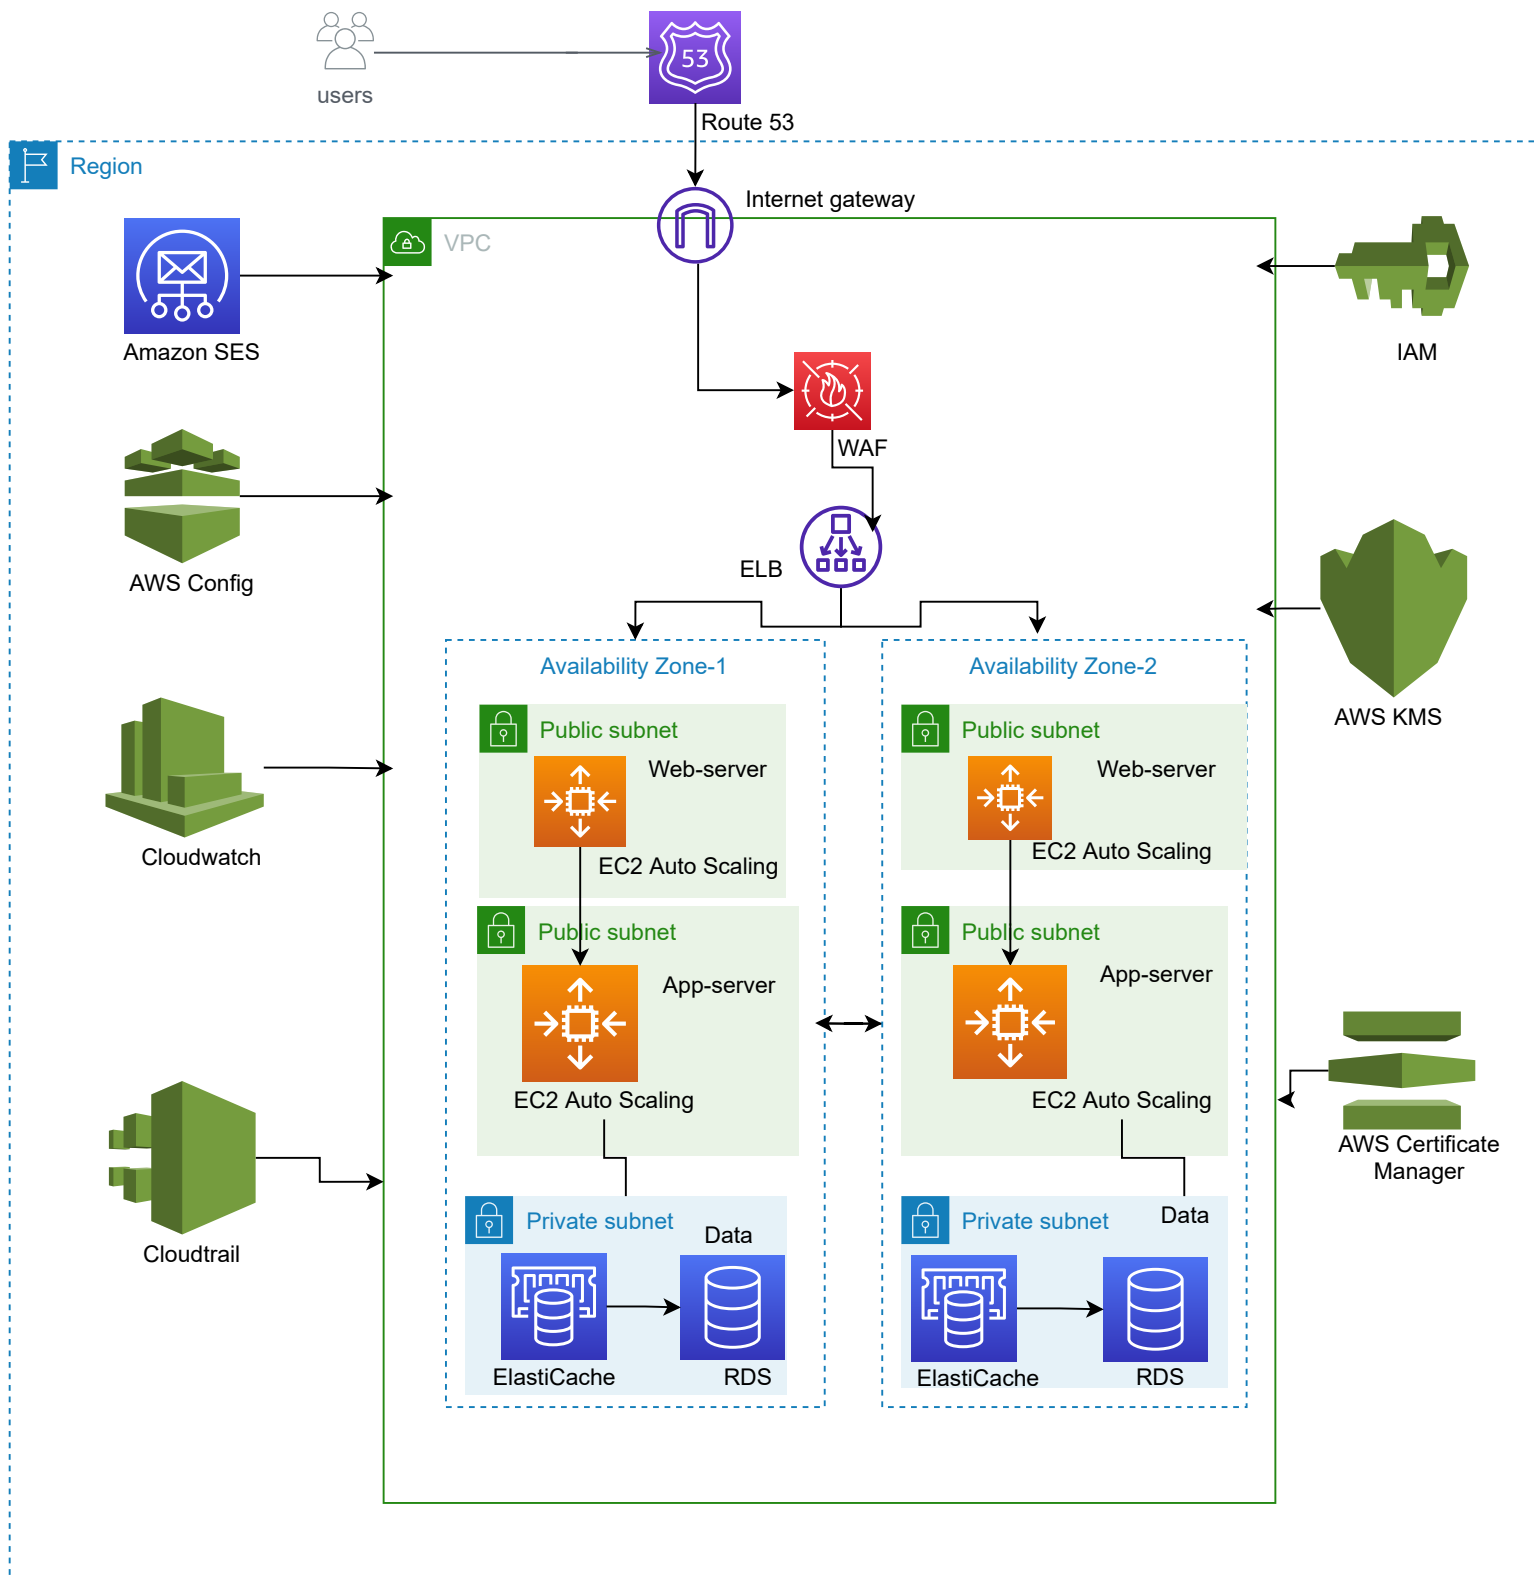 users
53
Route 53
Region
Internet gateway
VPC
Amazon SES
IAM
WAF
AWS Config
ELB
AWS KMS
Availability Zone-1
Availability Zone-2
Public subnet
Web-server
EC2 Auto Scaling
Public subnet
Web-server
EC2 Auto Scaling
Cloudwatch
Public subnet
App-server
EC2 Auto Scaling
Public subnet
App-server
EC2 Auto Scaling
AWS Certificate
Manager
Cloudtrail
Private subnet
Data
ElastiCache
RDS
Private subnet
Data
ElastiCache
RDS